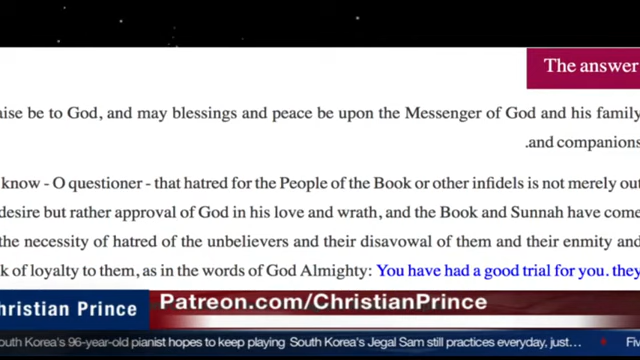 The answer
aise be to God, and may blessings and peace be upon the Messenger of God and his family
.and companions
know - O questioner - that hatred for the People of the Book or other infidels is not merely out
desire but rather approval of God in his love and wrath, and the Book and Sunnah have come
the necessity of hatred of the unbelievers and their disavowal of them and their enmity and
k of loyalty to them, as in the words of God Almighty: You have had a good trial for you. they
hristian Prince
Patreon.com/ChristianPrince
outh Korea's 96-year-old pianist hopes to keep playing South Korea's Jegal Sam still practices everyday, just... Fiv